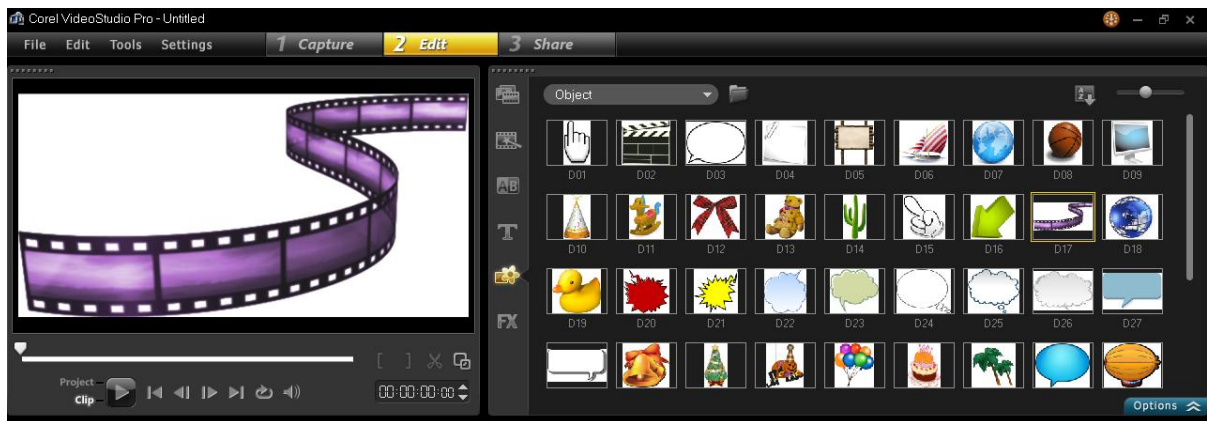 Corel VideoStudio Pro - Untitled
File Edit Tools Settings 1 Capture 2 Edit 3 Share
Object
D01 D02 D03 D04 D05 D06 D07 D08 D09
AB
T
D10 D11 D12 D13 D14 D15 D16 D17 D18
D19 D20 D21 D22 D23 D24 D25 D26 D27
FX
[ ]
Project
Clip
00:00:00:00
Options